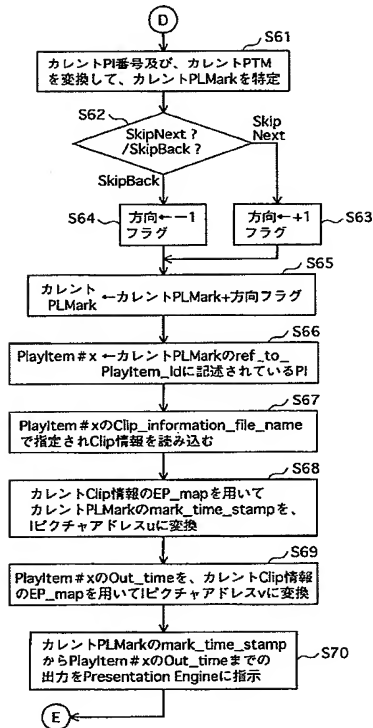 D
S61
カレントPI番号及び、カレントPTM
を変換して、カレントPLMarkを特定
S62
SkipNext ?
/SkipBack ?
Skip
Next
SkipBack
S64
方向←−1
フラグ
方向←+1
フラグ
S63
S65
カレント
PLMark ←カレントPLMark+方向フラグ
S66
PlayItem#x ←カレントPLMarkのref_to_
PlayItem_Idに記述されているPI
S67
PlayItem#xのClip_information_file_name
で指定されClip情報を読み込む
S68
カレントClip情報のEP_mapを用いて
カレントPLMarkのmark_time_stampを、
Iピクチャアドレスuに変換
S69
PlayItem#xのOut_timeを、カレントClip情報
のEP_mapを用いてIピクチャアドレスvに変換
カレントPLMarkのmark_time_stamp
からPlayItem#xのOut_timeまでの
出力をPresentation Engineに指示
S70
E